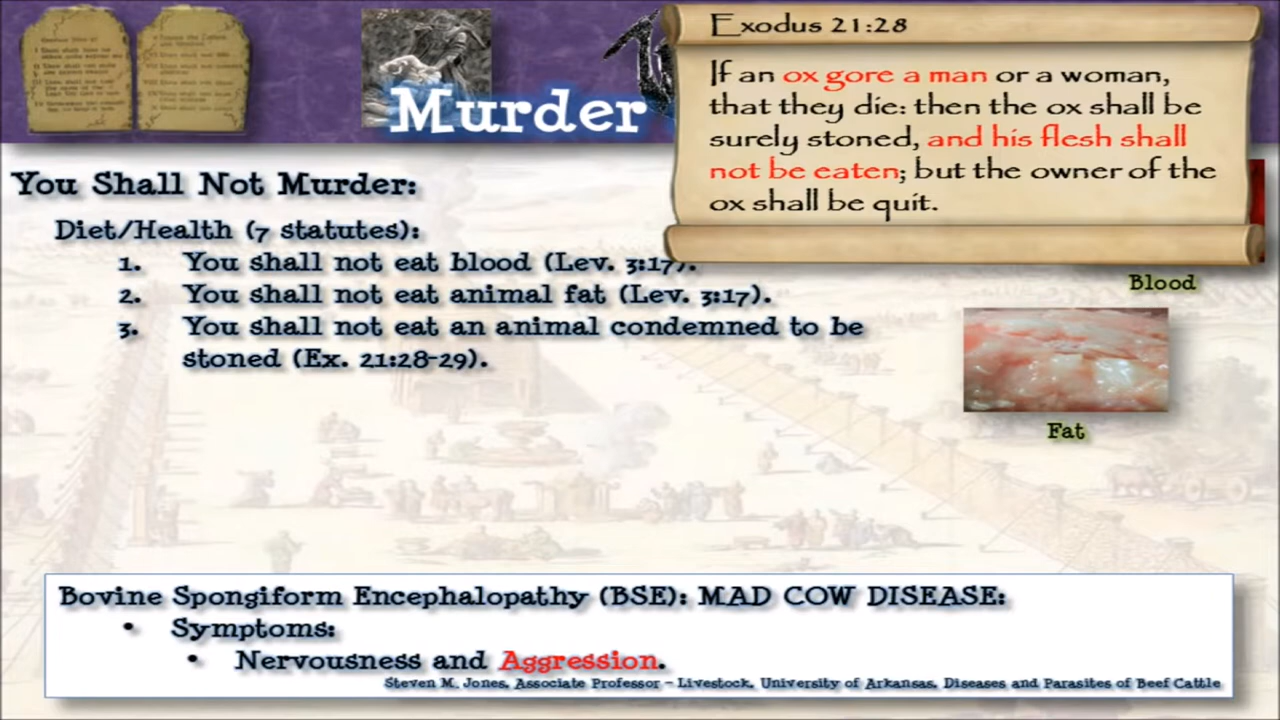 Murder
Exodus 21:28
If an ox gore a man or a woman,
that they die: then the ox shall be
surely stoned, and his flesh shall
not be eaten; but the owner of the
ox shall be quit.
You Shall Not Murder:
Diet/Health (7 statutes):
1. You shall not eat blood (Lev. 3:17).
2. You shall not eat animal fat (Lev. 3:17).
3. You shall not eat an animal condemned to be
stoned (Ex. 21:28-29).
Blood
Fat
Bovine Spongiform Encephalopathy (BSE): MAD COW DISEASE:
• Symptoms:
• Nervousness and Aggression.
Steven M. Jones, Associate Professor – Livestock, University of Arkansas, Diseases and Parasites of Beef Cattle